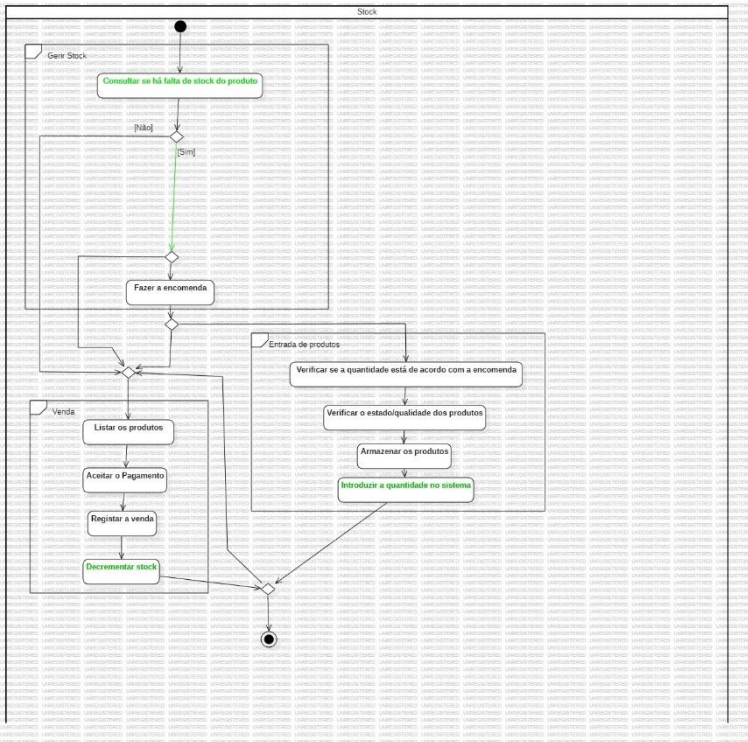 Stock
Gerir Stock
Consultar se há falta de stock do produto
[Não]
[Sim]
Fazer a encomenda
Entrada de produtos
Verificar se a quantidade está de acordo com a encomenda
Verificar o estado/qualidade dos produtos
Armazenar os produtos
Introduzir a quantidade no sistema
Venda
Listar os produtos
Aceitar o Pagamento
Registar a venda
Decrementar stock